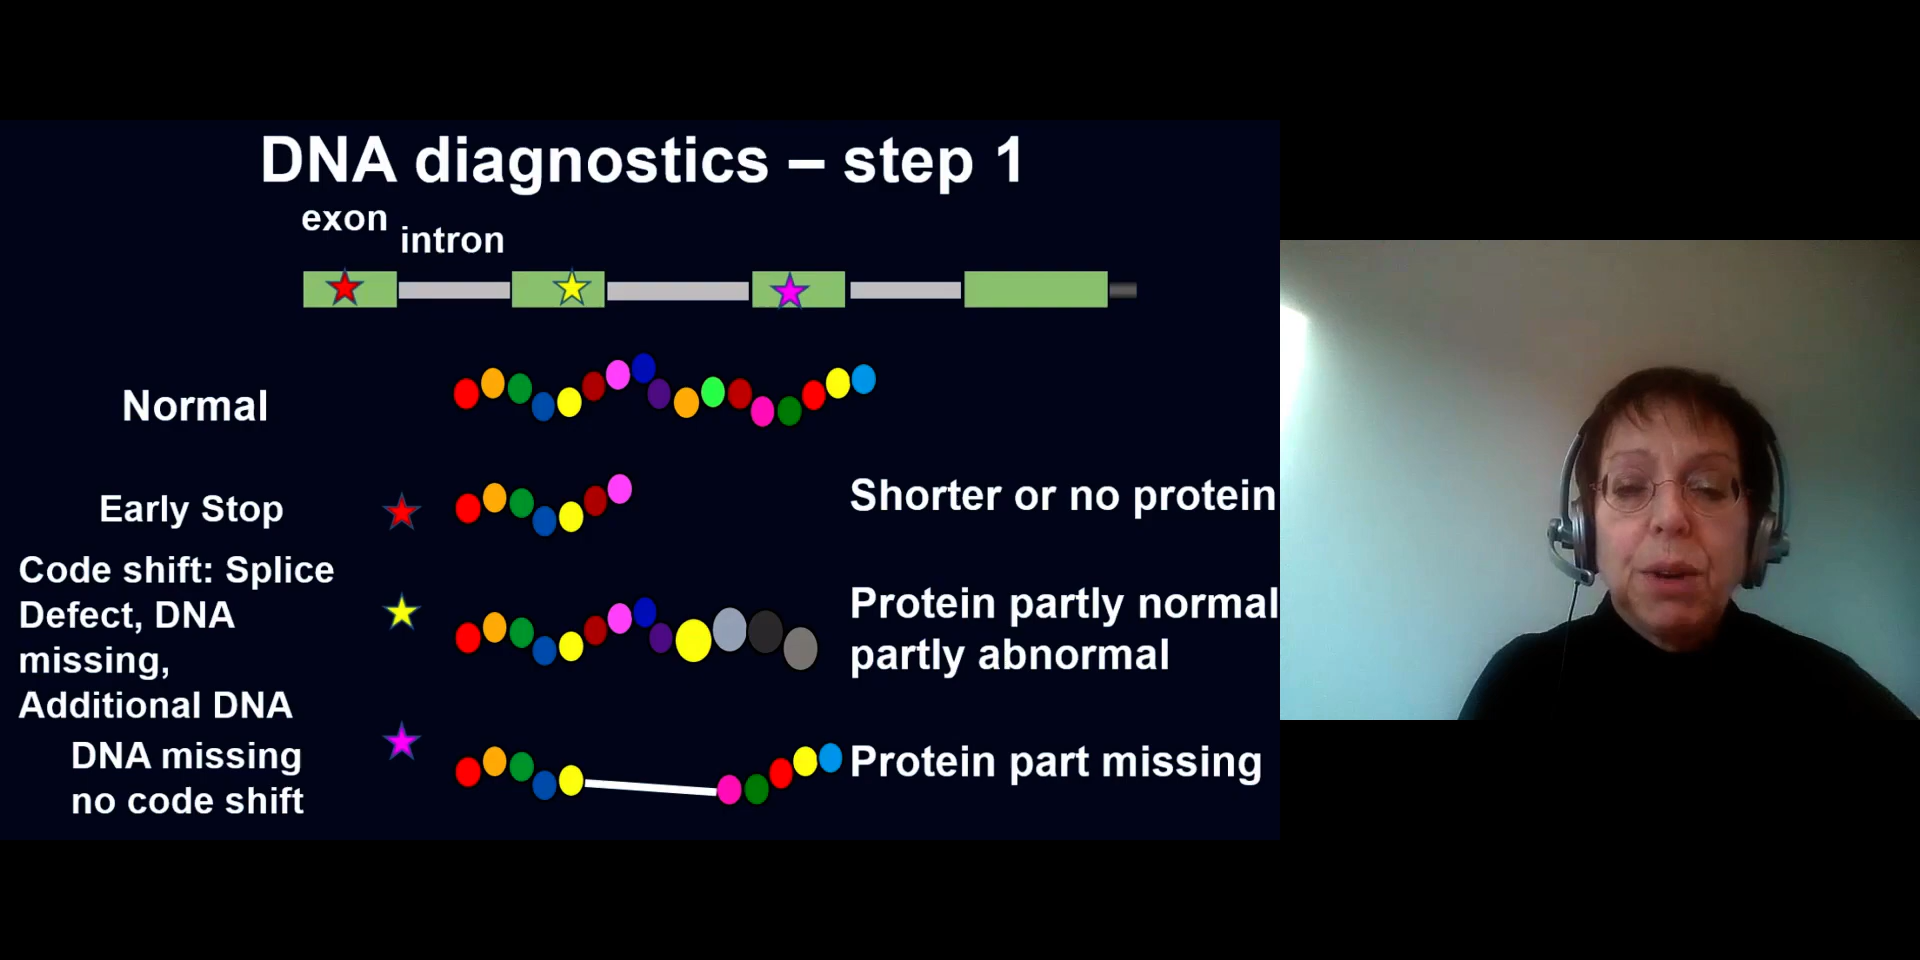 DNA diagnostics – step 1
exon
intron
Normal
Early Stop
Shorter or no protein
Code shift: Splice
Defect, DNA
missing,
Additional DNA
Protein partly normal
partly abnormal
DNA missing
no code shift
Protein part missing